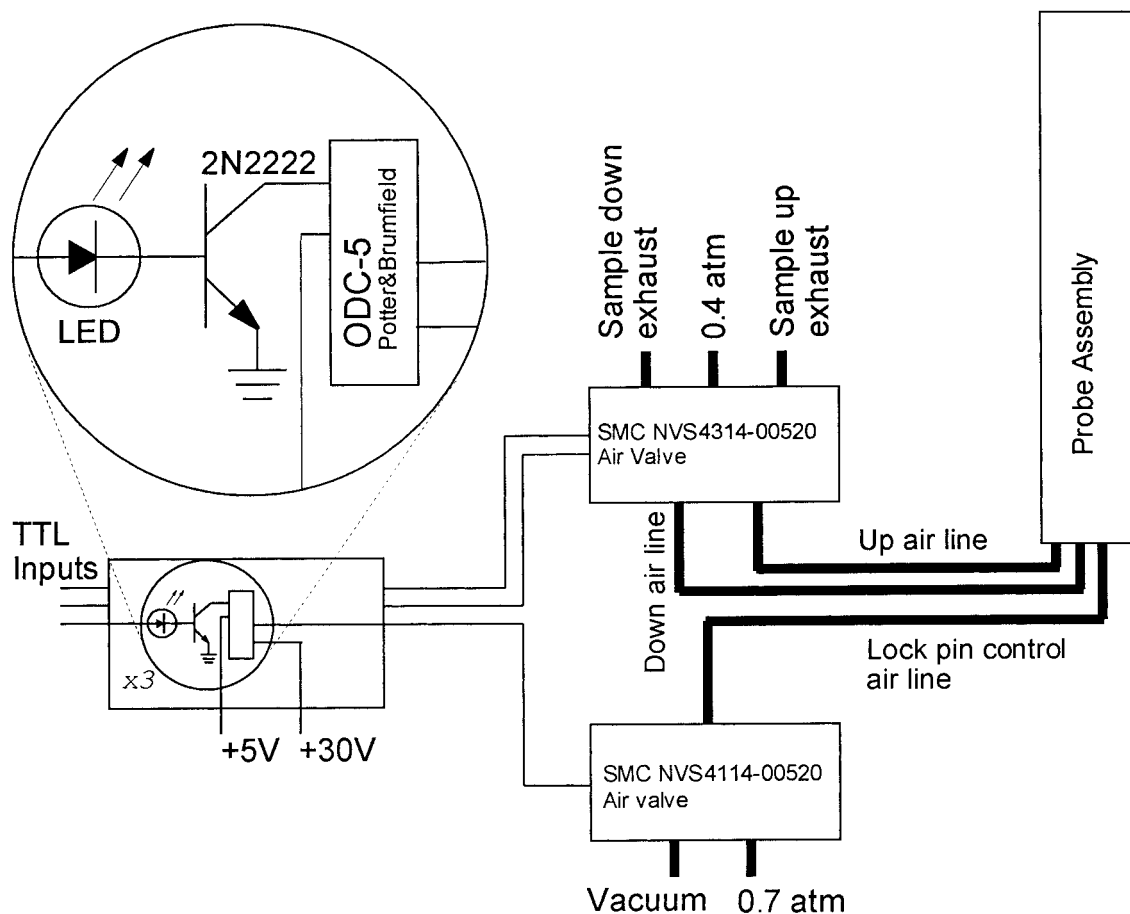 2N2222
LED
ODC-5
Potter&Brumfield
Sample down
exhaust
0.4 atm
Sample up
exhaust
Probe Assembly
SMC NVS4314-00520
Air Valve
TTL
Inputs
x3
+5V
+30V
Down air line
Up air line
Lock pin control
air line
SMC NVS4114-00520
Air valve
Vacuum
0.7 atm